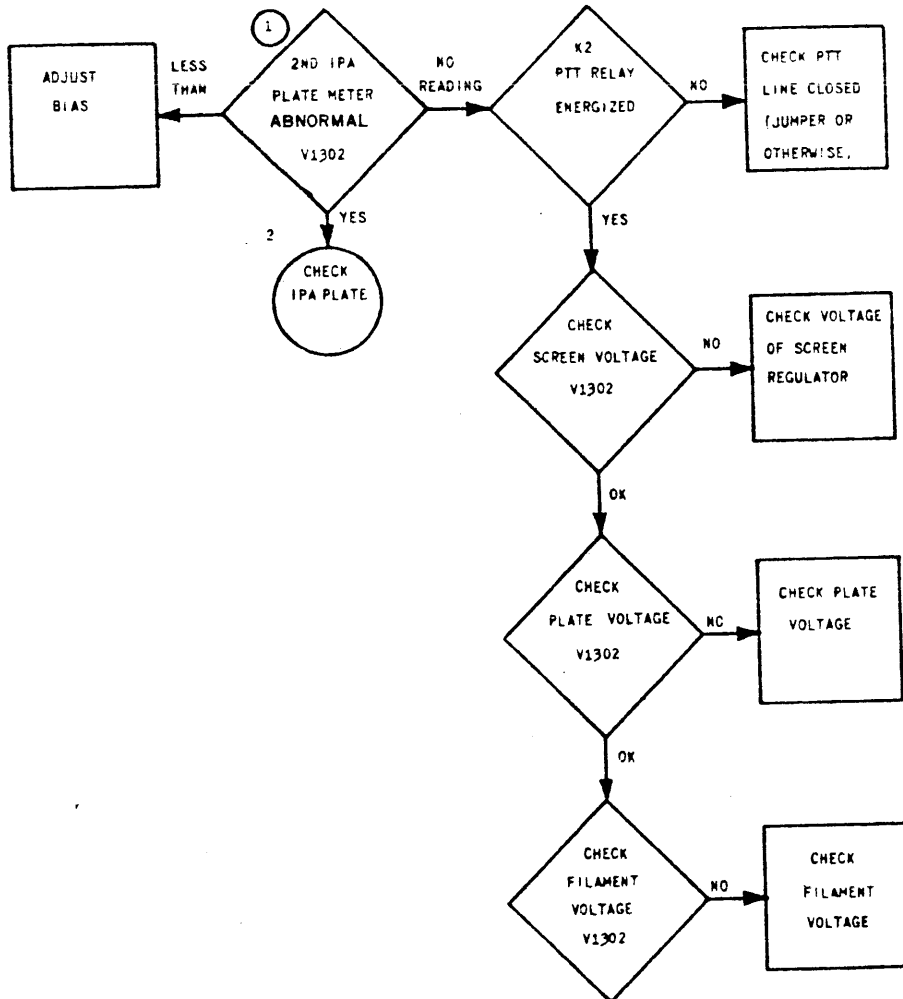 1
2ND IPA
PLATE METER
ABNORMAL
V1302
LESS
THAN
ADJUST
BIAS
NO
READING
K2
PTT RELAY
ENERGIZED
NO
CHECK PTT
LINE CLOSED
(JUMPER OR
OTHERWISE,
YES
2
CHECK
IPA PLATE
YES
CHECK
SCREEN VOLTAGE
V1302
NO
CHECK VOLTAGE
OF SCREEN
REGULATOR
OK
CHECK
PLATE VOLTAGE
V1302
NO
CHECK PLATE
VOLTAGE
OK
CHECK
FILAMENT
VOLTAGE
V1302
NO
CHECK
FILAMENT
VOLTAGE